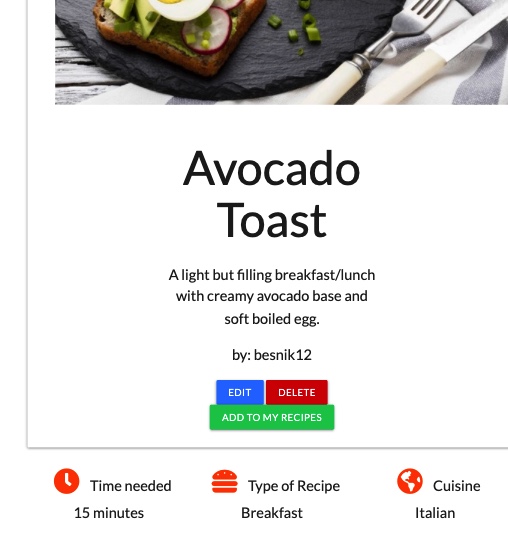 Avocado
Toast
A light but filling breakfast/lunch
with creamy avocado base and
soft boiled egg.
by: besnik12
EDIT DELETE
ADD TO MY RECIPES
Time needed Type of Recipe Cuisine
15 minutes Breakfast Italian